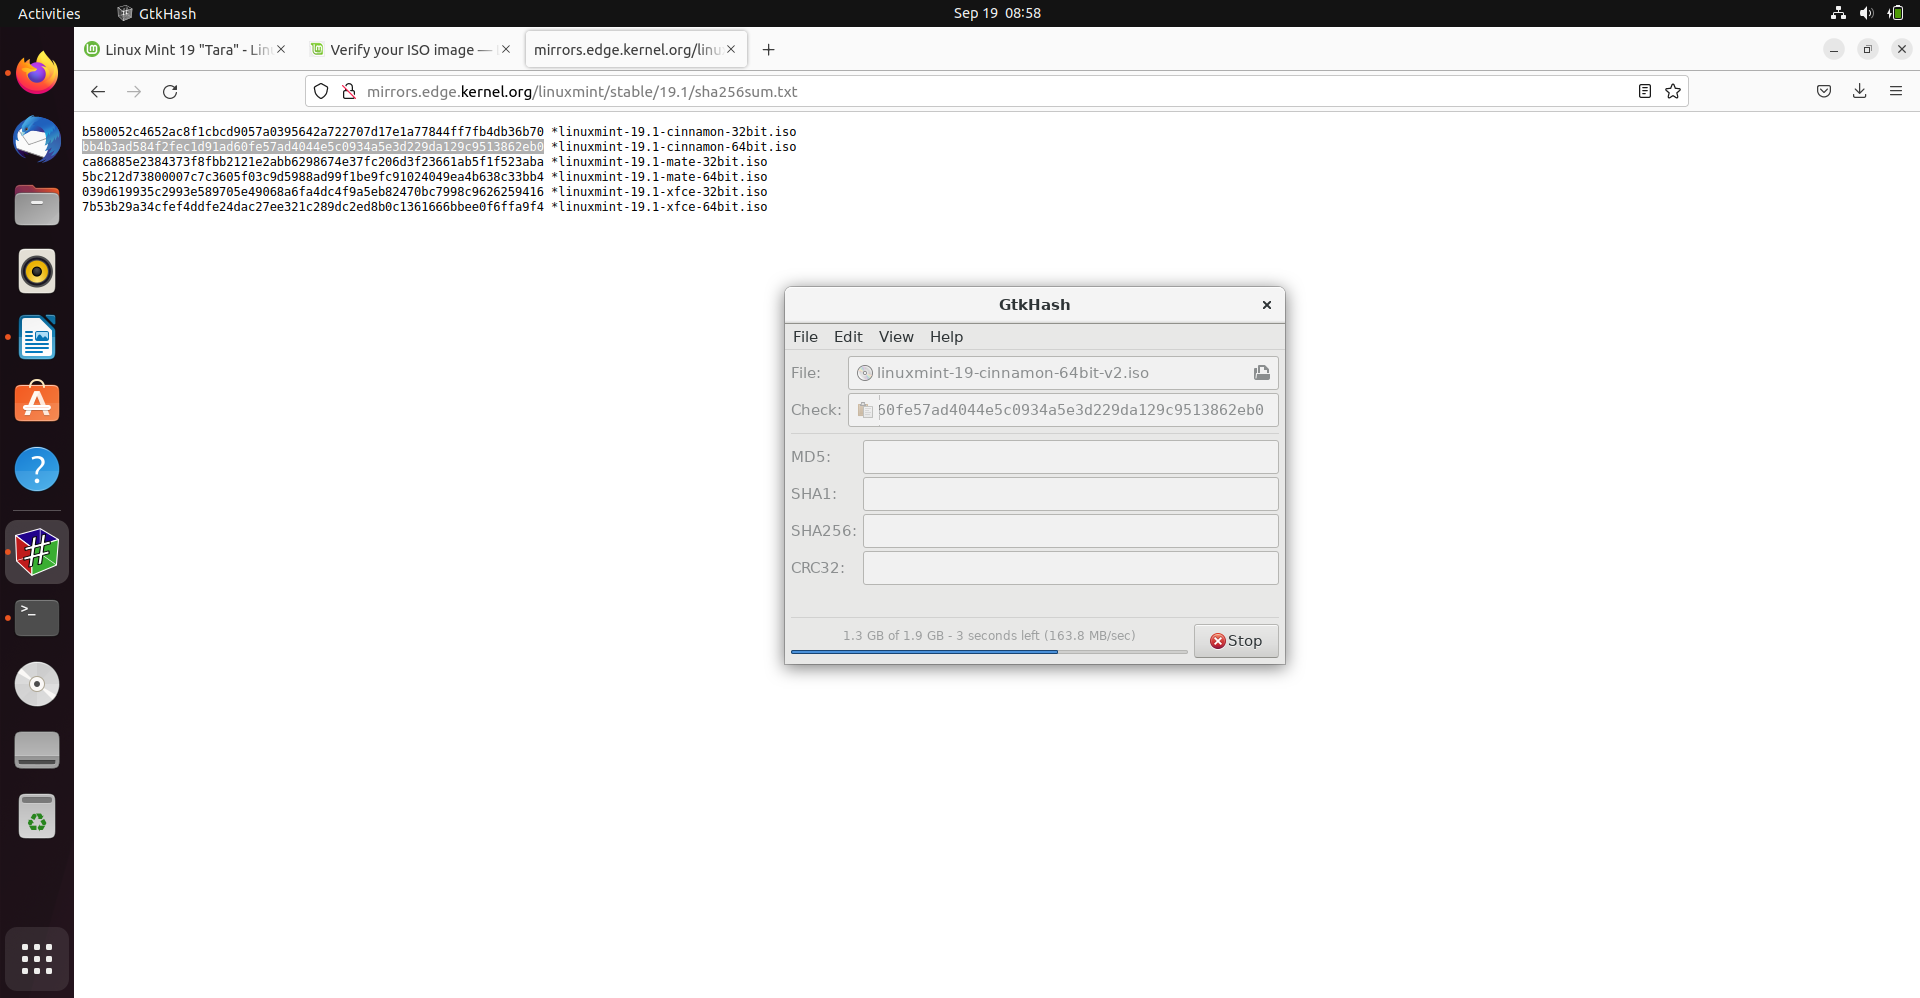 Activities
GtkHash
Sep 19 08:58
Linux Mint 19 "Tara" - Lin
Verify your ISO image —
mirrors.edge.kernel.org/linu
mirrors.edge.kernel.org/linuxmint/stable/19.1/sha256sum.txt
b580052c4652ac8f1cbcd9057a0395642a722707d17e1a77844ff7fb4db36b70 *linuxmint-19.1-cinnamon-32bit.iso
bb4b3ad584f2fec1d91ad60fe57ad4044e5c0934a5e3d229da129c9513862eb0 *linuxmint-19.1-cinnamon-64bit.iso
ca86885e2384373f8fbb2121e2abb6298674e37fc206d3f23661ab5f1f523aba *linuxmint-19.1-mate-32bit.iso
5bc212d73800007c7c3605f03c9d5988ad99f1be9fc91024049ea4b638c33bb4 *linuxmint-19.1-mate-64bit.iso
039d619935c2993e589705e49068a6fa4dc4f9a5eb82470bc7998c9626259416 *linuxmint-19.1-xfce-32bit.iso
7b53b29a34cfef4ddfe24dac27ee321c289dc2ed8b0c1361666bbee0f6ffa9f4 *linuxmint-19.1-xfce-64bit.iso
GtkHash
File Edit View Help
File: linuxmint-19-cinnamon-64bit-v2.iso
Check: 60fe57ad4044e5c0934a5e3d229da129c9513862eb0
MD5:
SHA1:
SHA256:
CRC32:
1.3 GB of 1.9 GB - 3 seconds left (163.8 MB/sec)
Stop